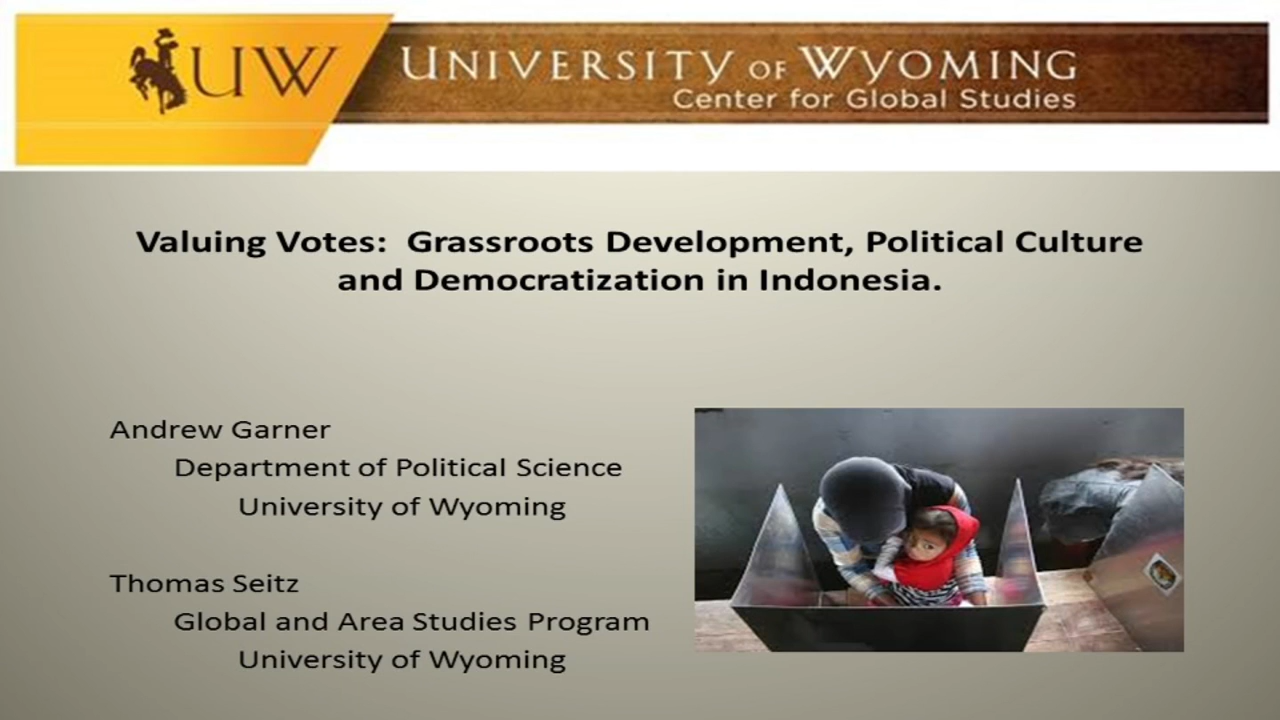 UW
UNIVERSITY OF WYOMING
Center for Global Studies
Valuing Votes: Grassroots Development, Political Culture
and Democratization in Indonesia.
Andrew Garner
Department of Political Science
University of Wyoming
Thomas Seitz
Global and Area Studies Program
University of Wyoming